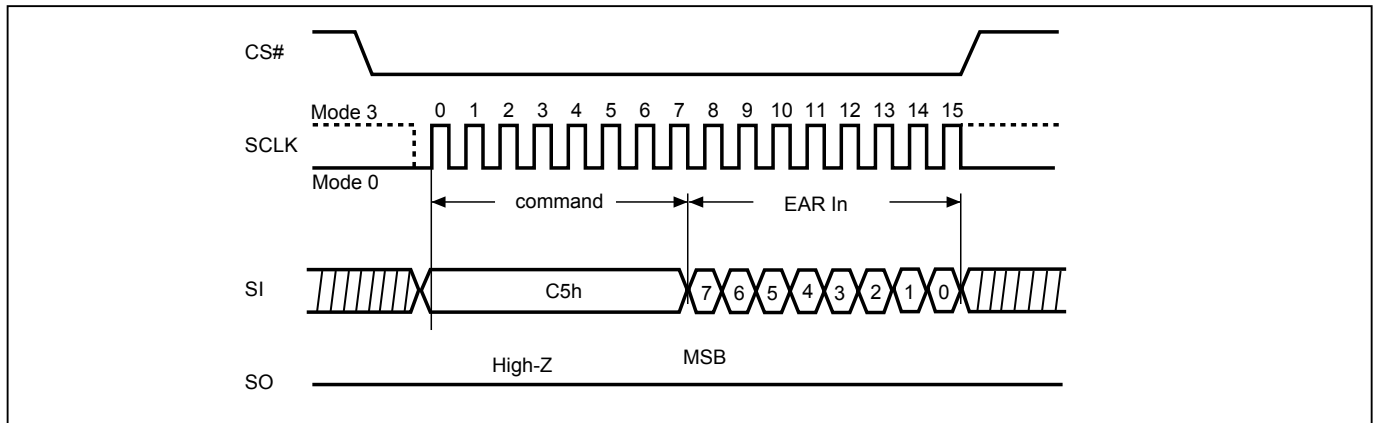 CS#
Mode 3
0 1 2 3 4 5 6 7 8 9 10 11 12 13 14 15
SCLK
Mode 0
command
EAR In
SI
C5h
7 6 5 4 3 2 1 0
High-Z
MSB
SO